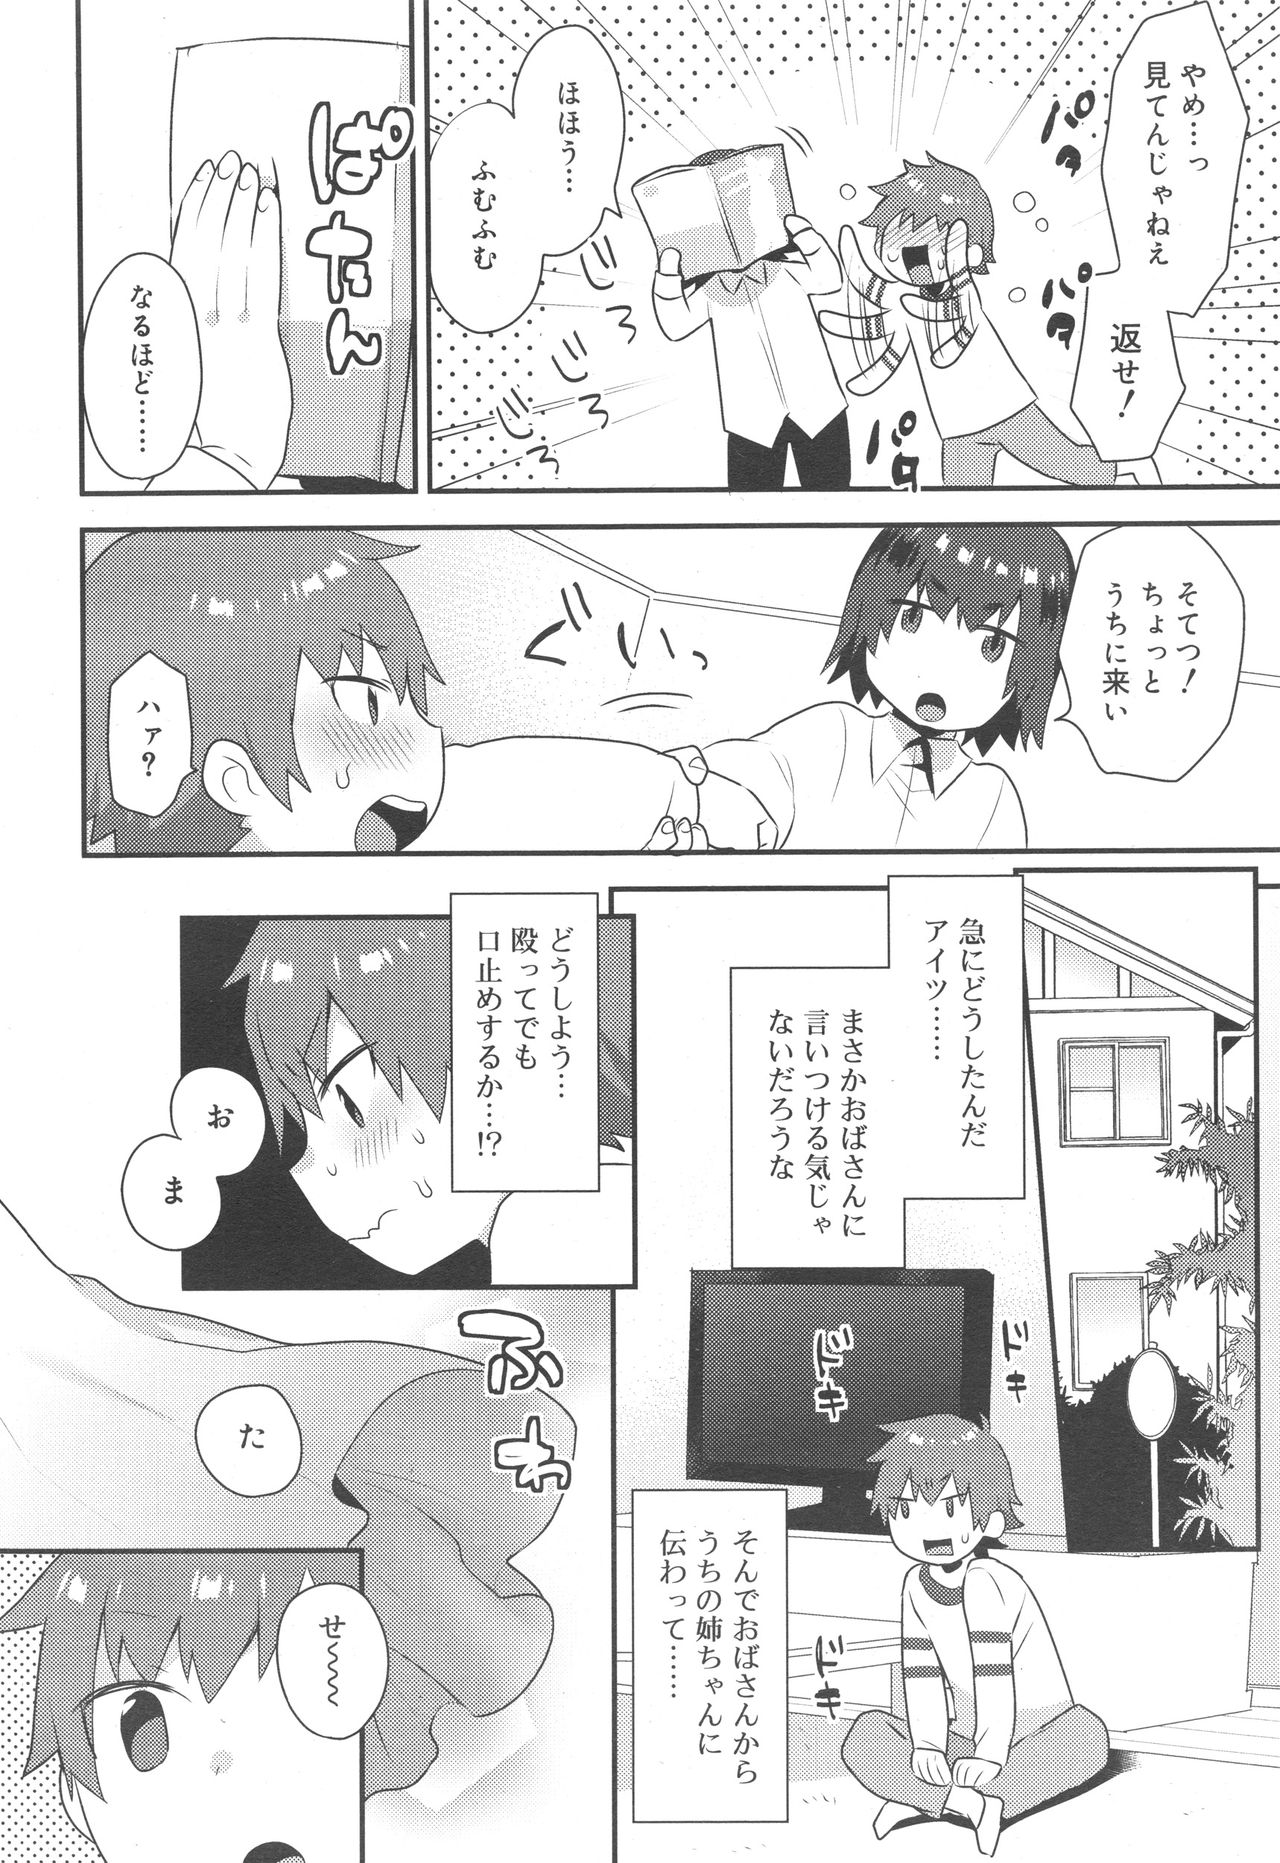 やめ…っ
見てんじゃねえ
返せ！
パタ
パタ
パタ
ほほう…
ふむふむ
じろ
じろ
じろ
ぱたん
なるほど……
そてつ！
ちょっと
うちに来い
ぐいっ
ハァ？
急にどうしたんだ
アイツ……
まさかおばさんに
言いつける気じゃ
ないだろうな
ドキ
ドキ
ドキ
そんでおばさんから
うちの姉ちゃんに
伝わって……
どうしよう…
殴ってでも
口止めするか…!?
お
ま
ふわ
た
せ～～～